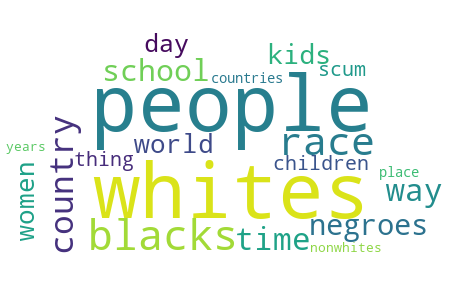 day
kids
school
scum
countries
people
race
world
thing
children
years
country
women
whites
place
way
blacks
time
negroes
nonwhites